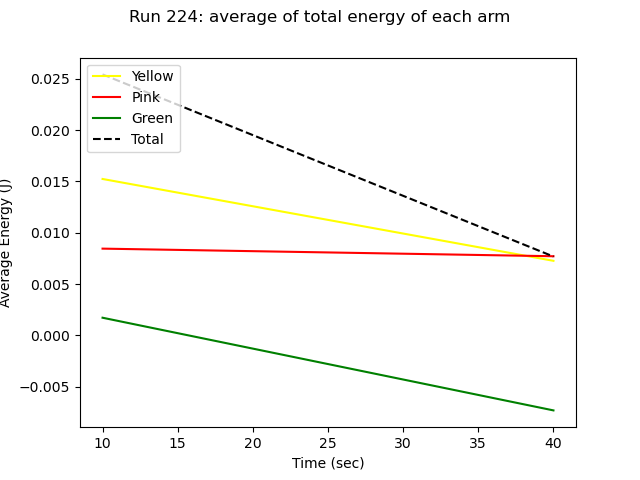 Run 224: average of total energy of each arm
Yellow
Pink
Green
Total
0.025
0.020
0.015
0.010
0.005
0.000
−0.005
Average Energy (J)
10
15
20
25
30
35
40
Time (sec)